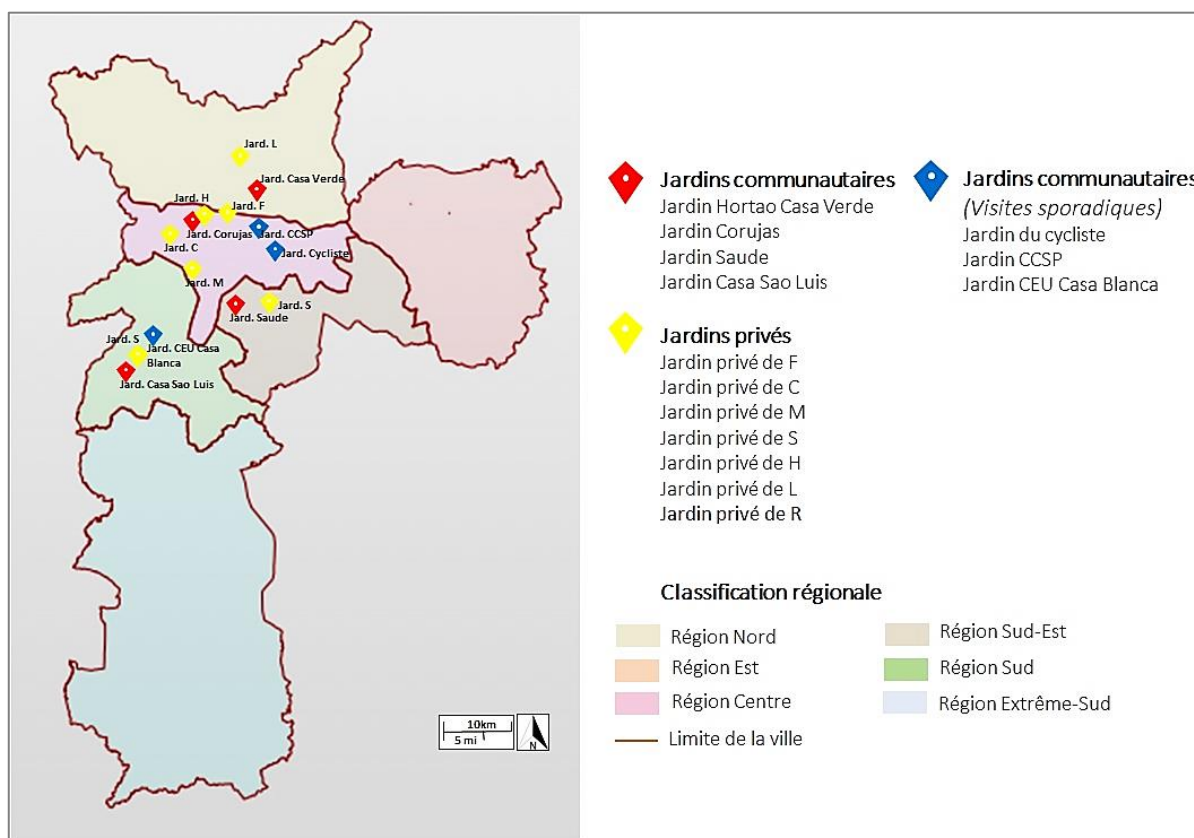 Jard. L
Jard. Casa Verde
Jard. H
Jard. F
Jard. Corujas
Jard. CCSP
Jard. C
Jard. Cycliste
Jard. M
Jard. S
Jard. Saude
Jard. S
Jard. CEU Casa
Blanca
Jard. Casa Sao Luis
10km
5 mi
N
Jardins communautaires
Jardin Hortao Casa Verde
Jardin Corujas
Jardin Saude
Jardin Casa Sao Luis
Jardins communautaires
(Visites sporadiques)
Jardin du cycliste
Jardin CCSP
Jardin CEU Casa Blanca
Jardins privés
Jardin privé de F
Jardin privé de C
Jardin privé de M
Jardin privé de S
Jardin privé de H
Jardin privé de L
Jardin privé de R
Classification régionale
Région Nord
Région Est
Région Centre
Limite de la ville
Région Sud-Est
Région Sud
Région Extrême-Sud